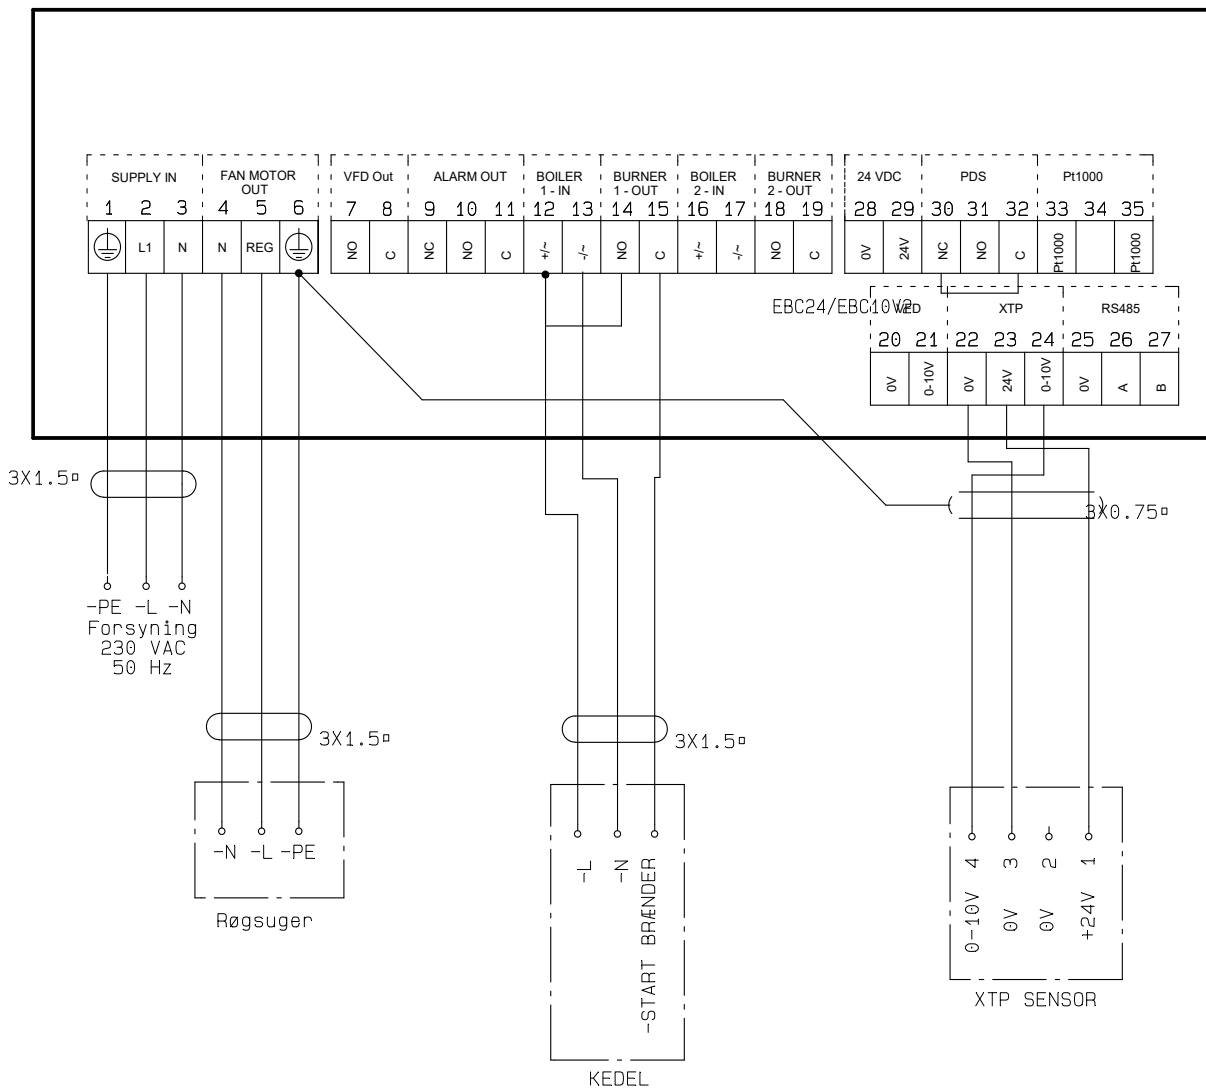 SUPPLY IN FAN MOTOR OUT VFD Out ALARM OUT BOILER 1 - IN BURNER 1 - OUT BOILER 2 - IN BURNER 2 - OUT 24 VDC PDS Pt1000
1 2 3 4 5 6 7 8 9 10 11 12 13 14 15 16 17 18 19 28 29 30 31 32 33 34 35
L1 N N REG NO C NC NO C +/~ -/~ NO C +/~ -/~ NO C 0V 24V NC NO C Pt1000 Pt1000
EBC24/EBC10V2 VFD XTP RS485
20 21 22 23 24 25 26 27
0V 0-10V 0V 24V 0-10V 0V A B
3X1.5▫
3X0.75▫
-PE -L -N
Forsyning
230 VAC
50 Hz
3X1.5▫
3X1.5▫
-N -L -PE
Røgsuger
-L -N -START BRÆNDER
KEDEL
4 3 2 1
0-10V 0V 0V +24V
XTP SENSOR